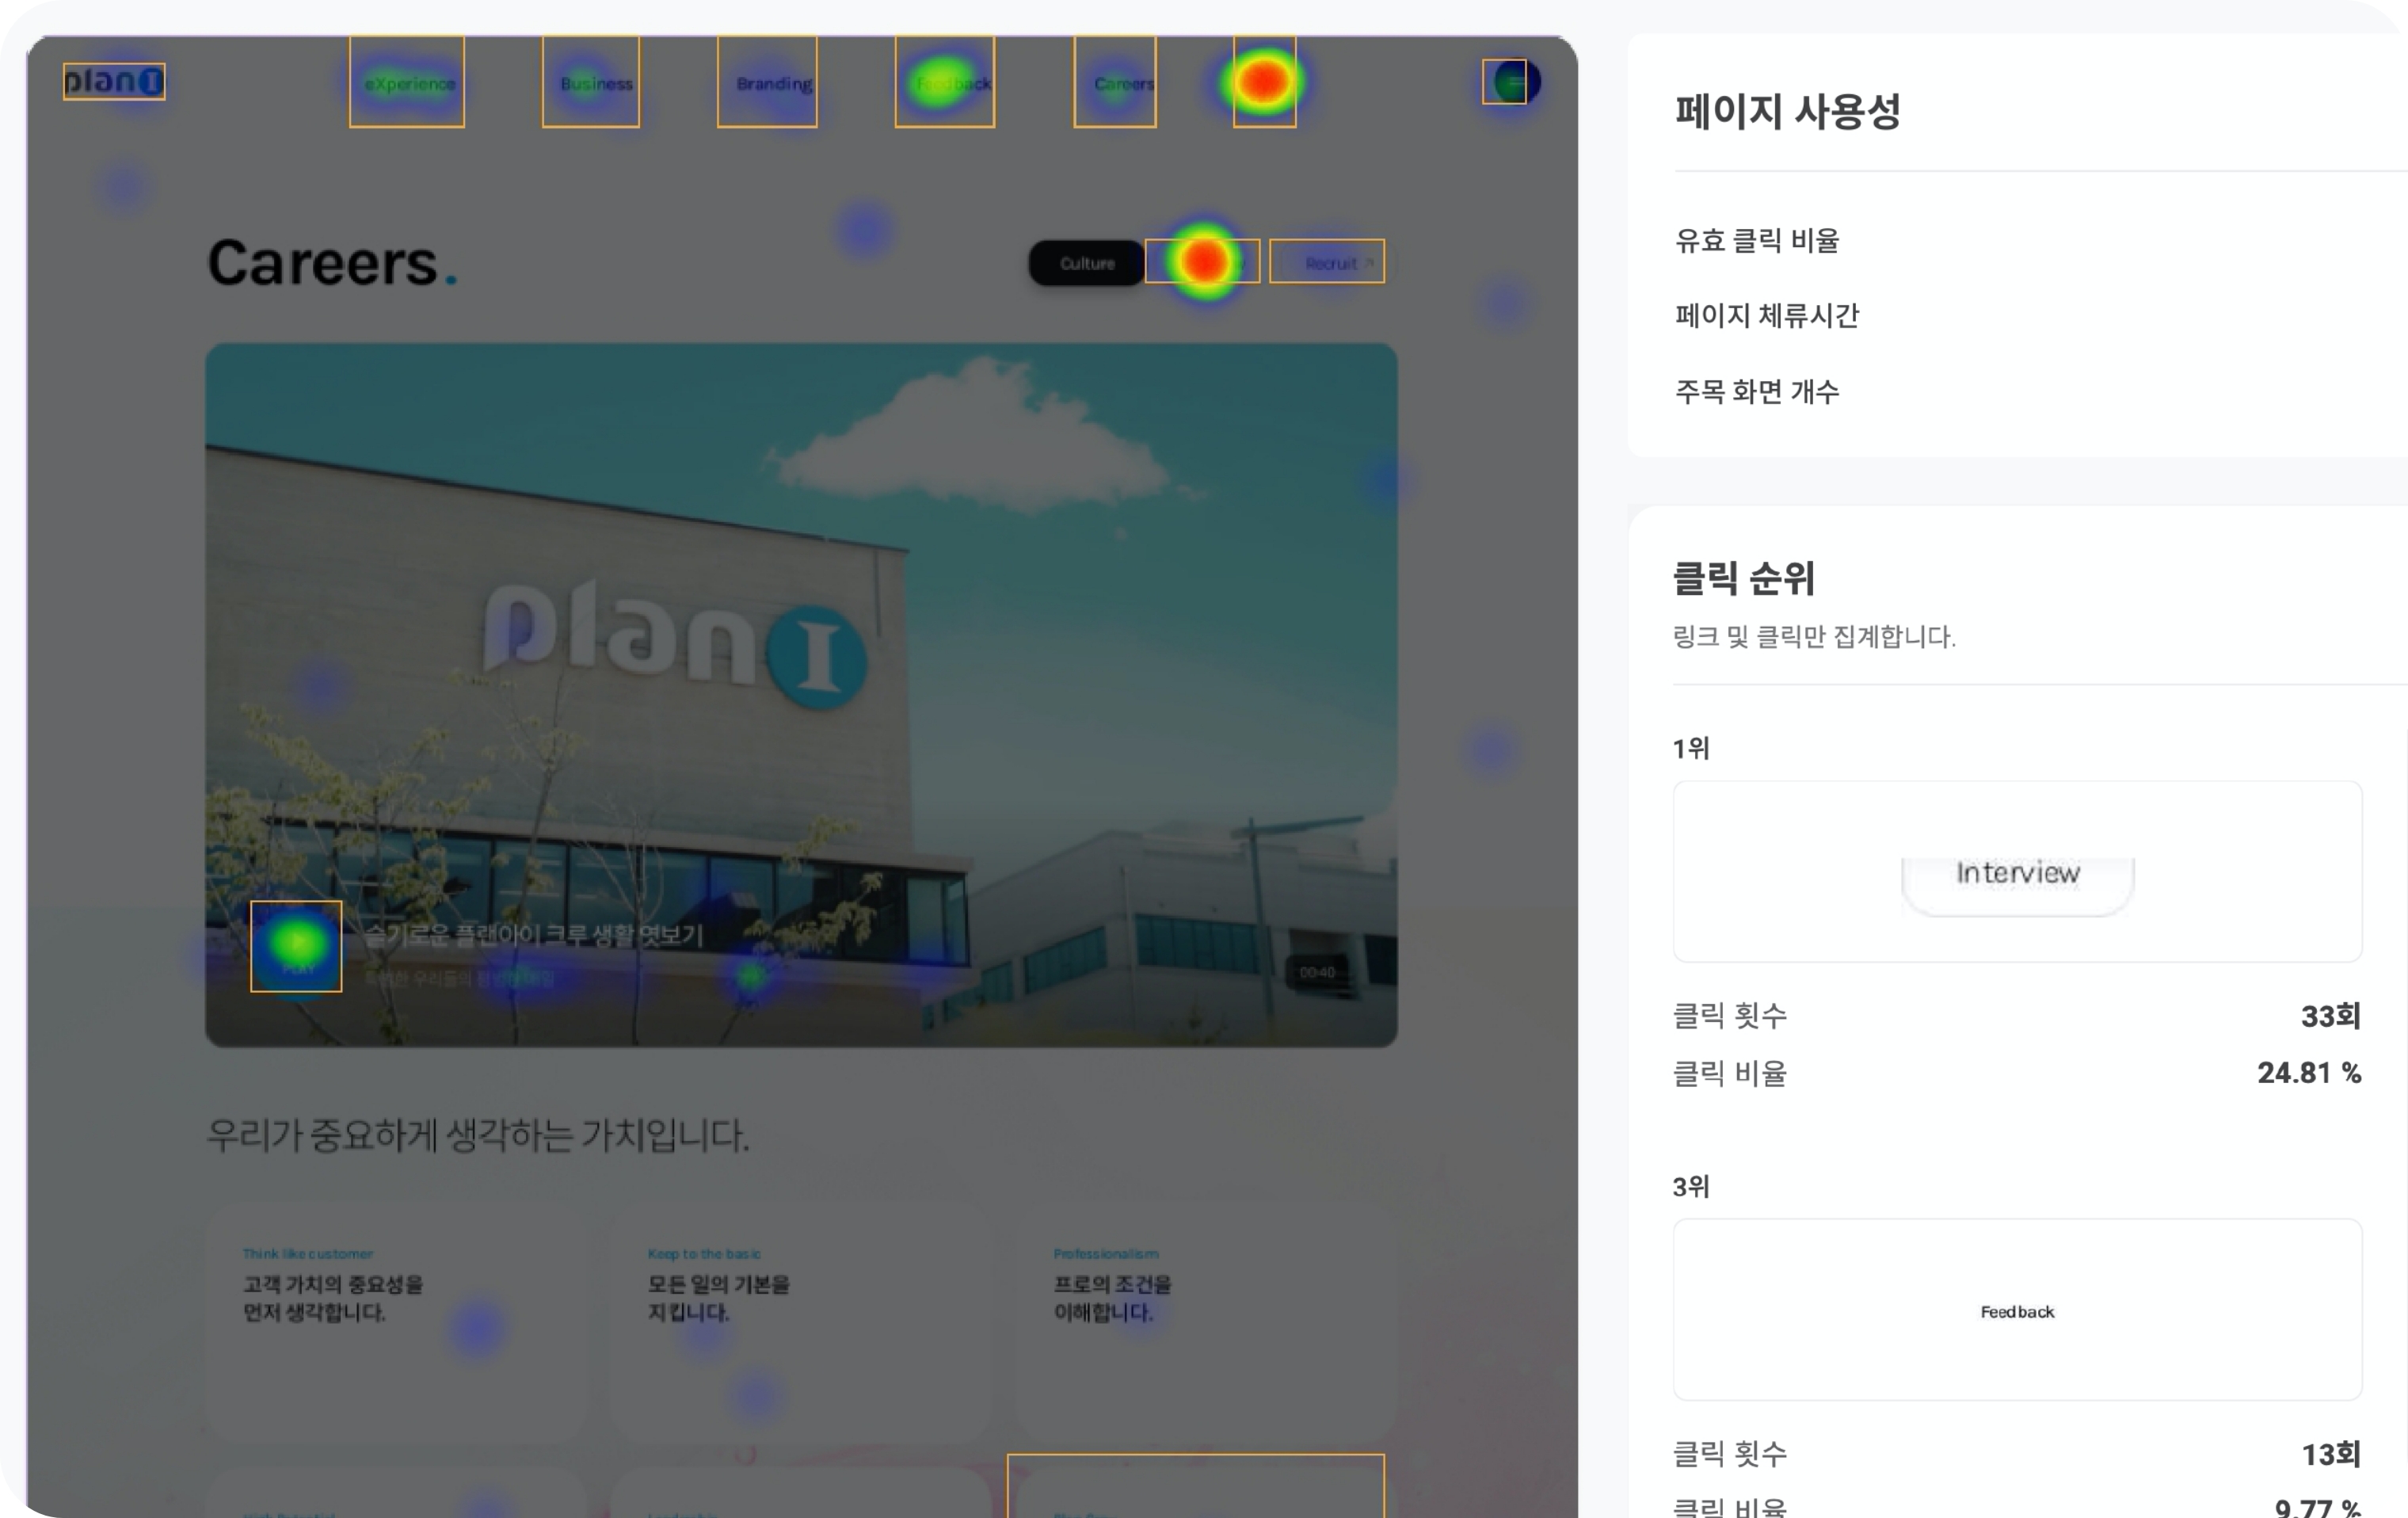 planI
eXperience
Business
Branding
Feedback
Careers
Careers.
Culture
Recruit ↗
planI
PLAY
슬기로운 플랜아이 크루 생활 엿보기
00:40
우리가 중요하게 생각하는 가치입니다.
Think like customer
고객 가치의 중요성을
먼저 생각합니다.
Keep to the basic
모든 일의 기본을
지킵니다.
Professionalism
프로의 조건을
이해합니다.
페이지 사용성
유효 클릭 비율
페이지 체류시간
주목 화면 개수
클릭 순위
링크 및 클릭만 집계합니다.
1위
Interview
클릭 횟수 33회
클릭 비율 24.81 %
3위
Feedback
클릭 횟수 13회
클릭 비율 9.77 %